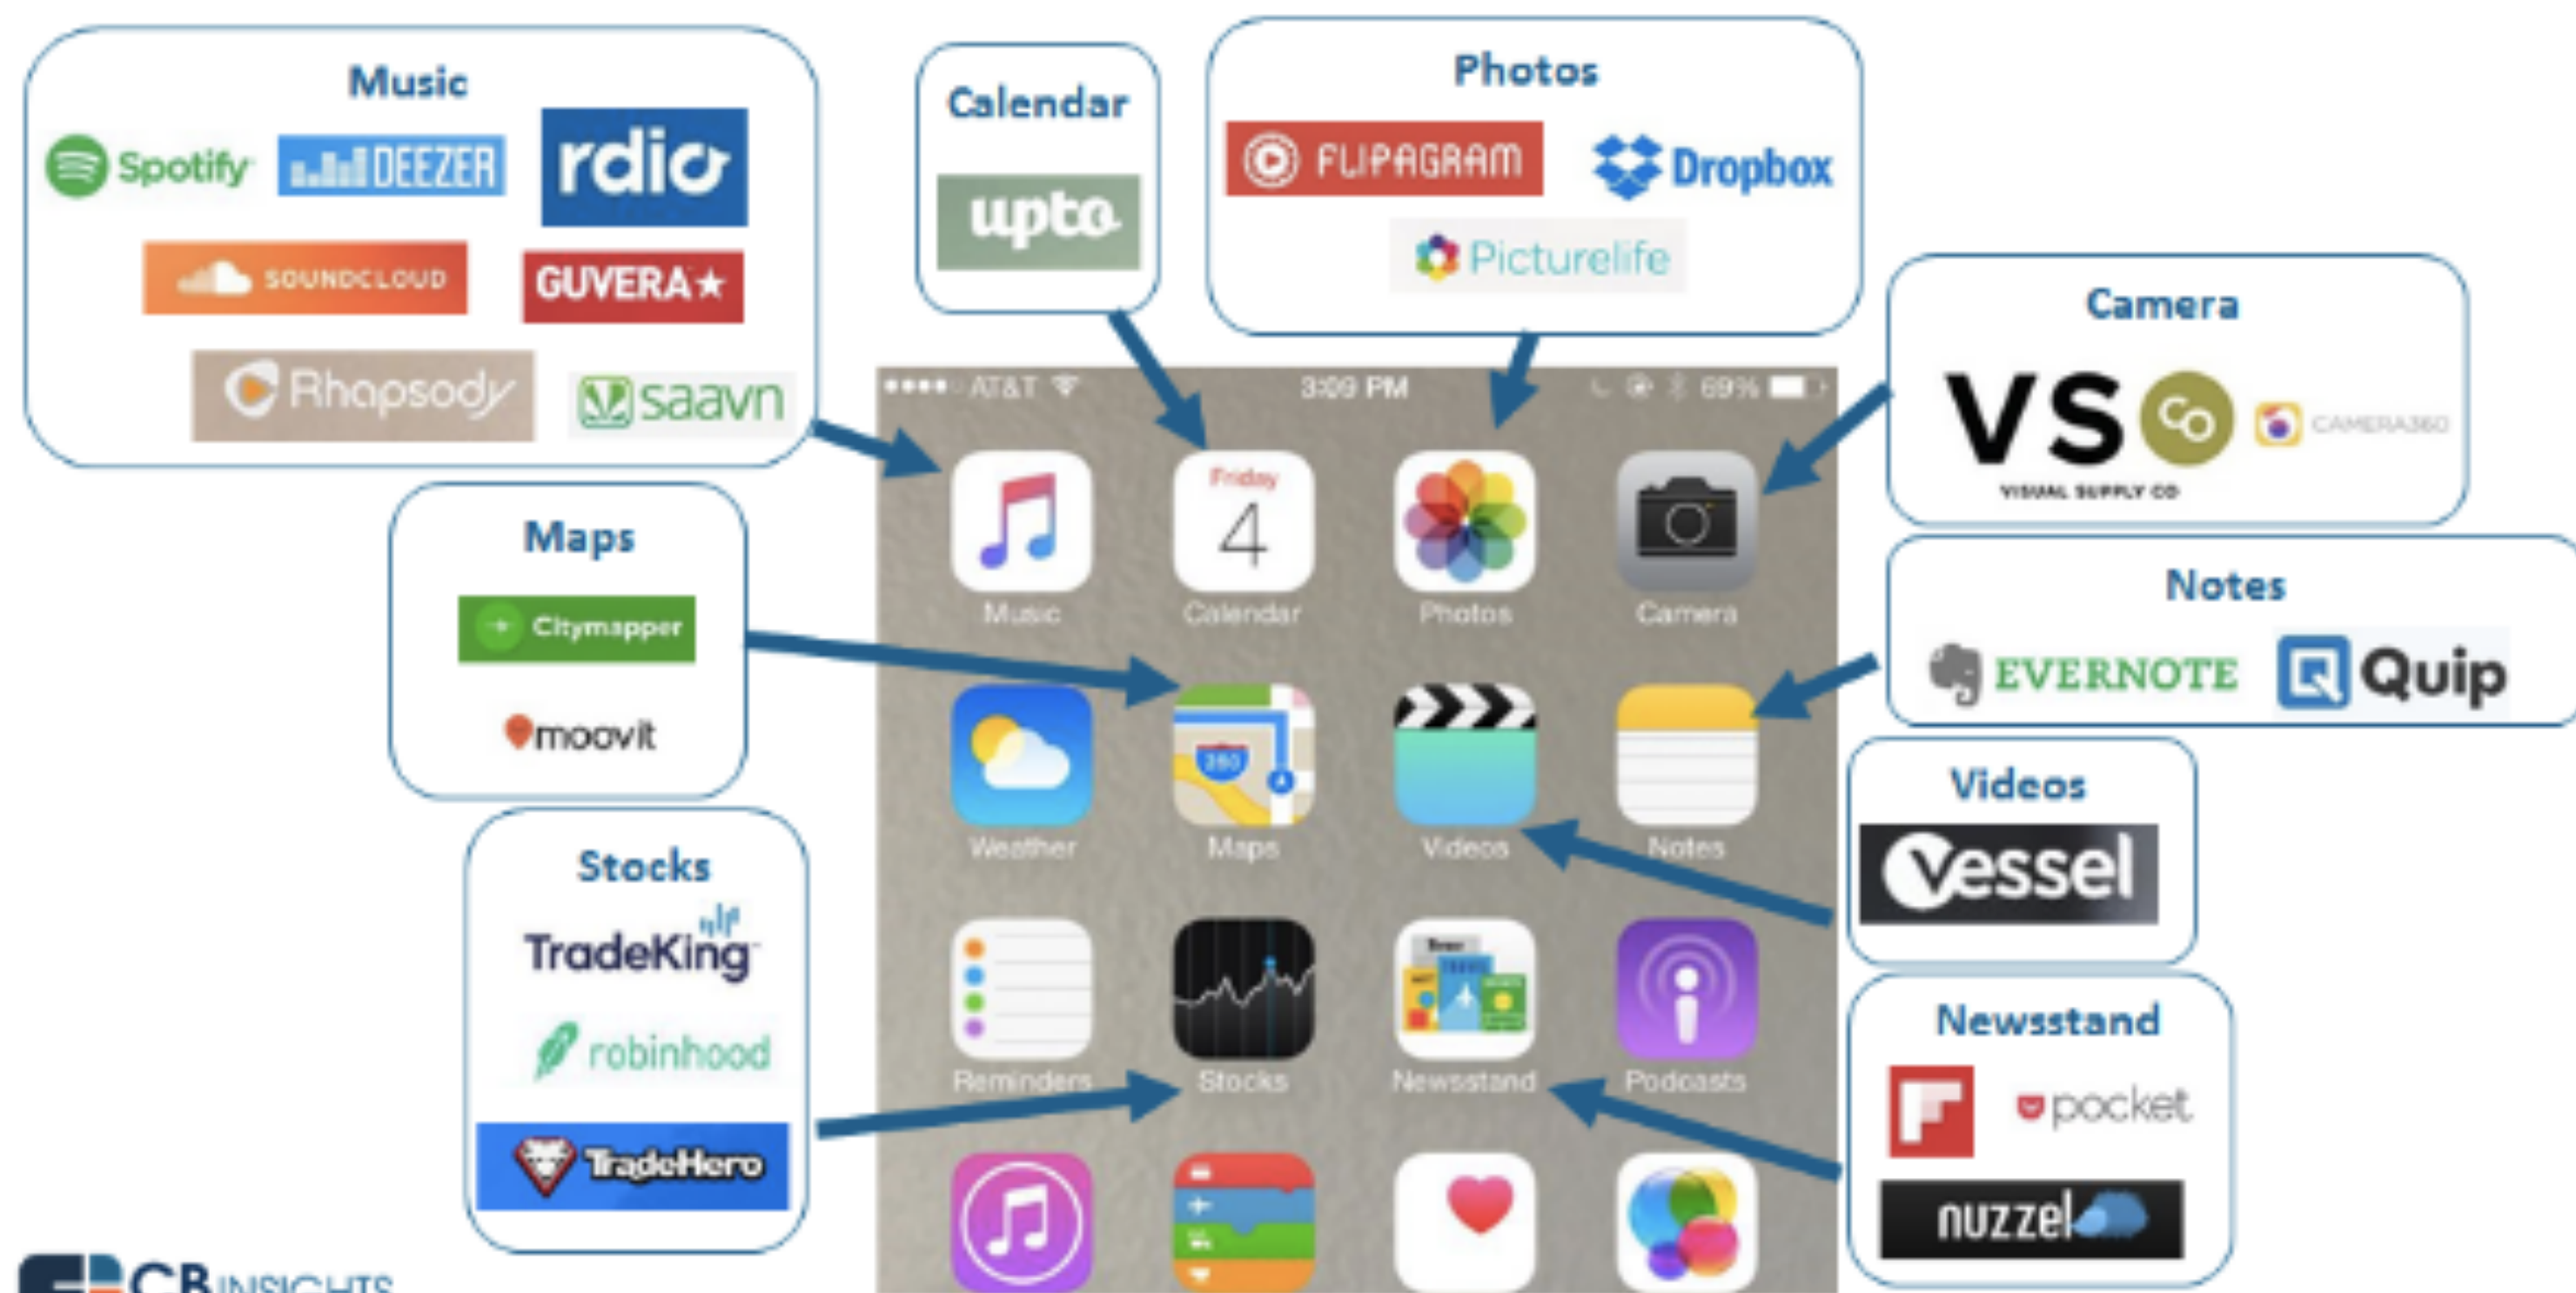 Music
Spotify DEEZER rdio
SOUNDCLOUD GUVERA
Rhapsody saavn
Calendar
upto
Photos
FLIPAGRAM Dropbox
Picturelife
Camera
VS CO CAMERA360
VISUAL SUPPLY CO
Maps
Citymapper
moovit
Notes
EVERNOTE Quip
Stocks
TradeKing
robinhood
TradeHero
Videos
Vessel
Newsstand
pocket
nuzzel
AT&T 3:09 PM 69%
Friday
4
Music Calendar Photos Camera
280
Weather Maps Videos Notes
Reminders Stocks Newsstand Podcasts
CB INSIGHTS